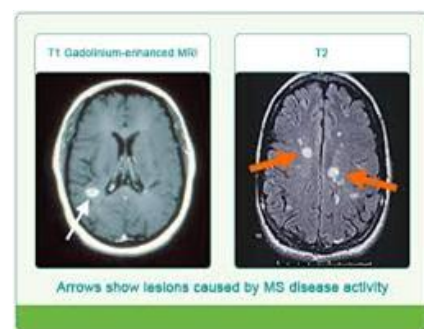 T1 Gadolinium-enhanced MRI
T2
Arrows show lesions caused by MS disease activity